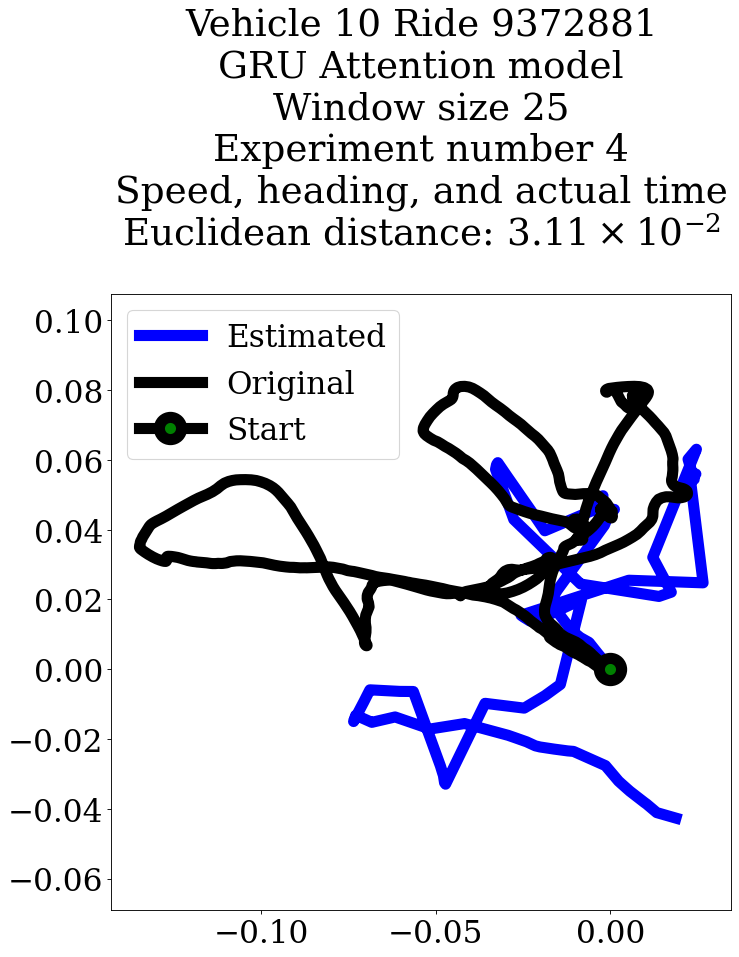 Vehicle 10 Ride 9372881
GRU Attention model
Window size 25
Experiment number 4
Speed, heading, and actual time
Euclidean distance: 3.11 × 10⁻²
Estimated
Original
Start
0.10
0.08
0.06
0.04
0.02
0.00
−0.02
−0.04
−0.06
−0.10
−0.05
0.00